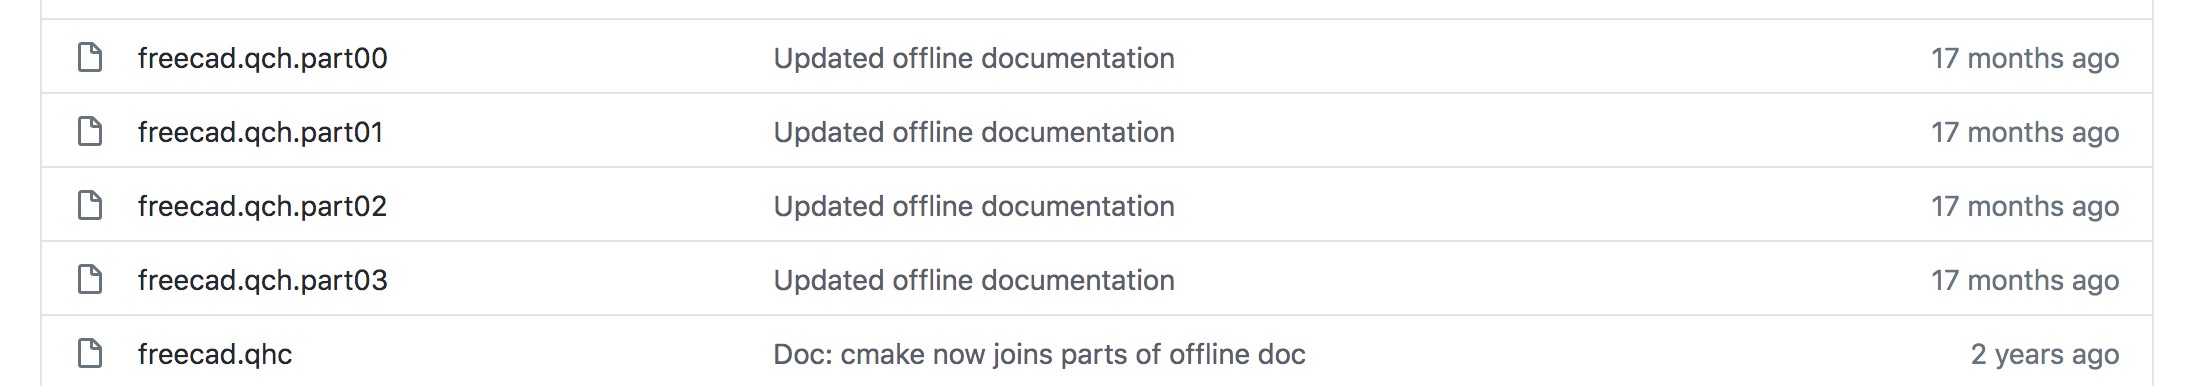 freecad.qch.part00 Updated offline documentation 17 months ago
freecad.qch.part01 Updated offline documentation 17 months ago
freecad.qch.part02 Updated offline documentation 17 months ago
freecad.qch.part03 Updated offline documentation 17 months ago
freecad.qhc Doc: cmake now joins parts of offline doc 2 years ago